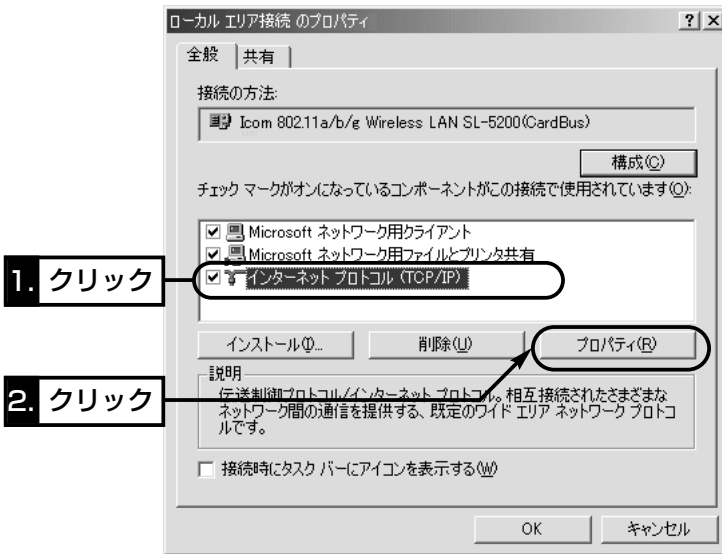 ローカル エリア接続 のプロパティ
全般 共有
接続の方法:
Icom 802.11a/b/g Wireless LAN SL-5200(CardBus)
構成(C)
チェック マークがオンになっているコンポーネントがこの接続で使用されています(O):
Microsoft ネットワーク用クライアント
Microsoft ネットワーク用ファイルとプリンタ共有
1. クリック インターネット プロトコル (TCP/IP)
インストール(I)... 削除(U) プロパティ(R)
説明
2. クリック
伝送制御プロトコル/インターネット プロトコル。相互接続されたさまざまな
ネットワーク間の通信を提供する、既定のワイド エリア ネットワーク プロトコ
ルです。
接続時にタスク バーにアイコンを表示する(W)
OK キャンセル